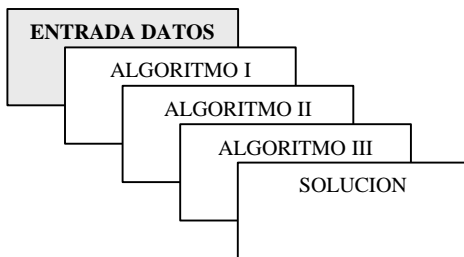 ENTRADA DATOS
ALGORITMO I
ALGORITMO II
ALGORITMO III
SOLUCION